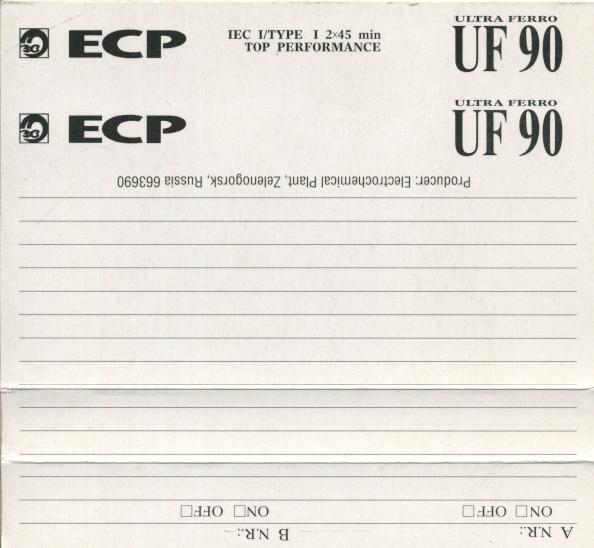 ECP IEC I/TYPE I 2×45 min ULTRA FERRO
TOP PERFORMANCE UF 90
ECP ULTRA FERRO
UF 90
Producer: Electrochemical Plant, Zelenogorsk, Russia 663690
A N.R.: B N.R.:
ON OFF ON OFF